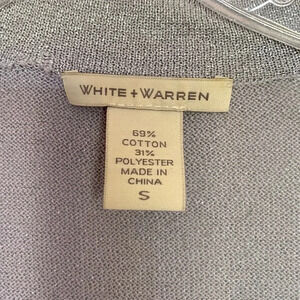 WHITE + WARREN
69%
COTTON
31%
POLYESTER
MADE IN
CHINA
S